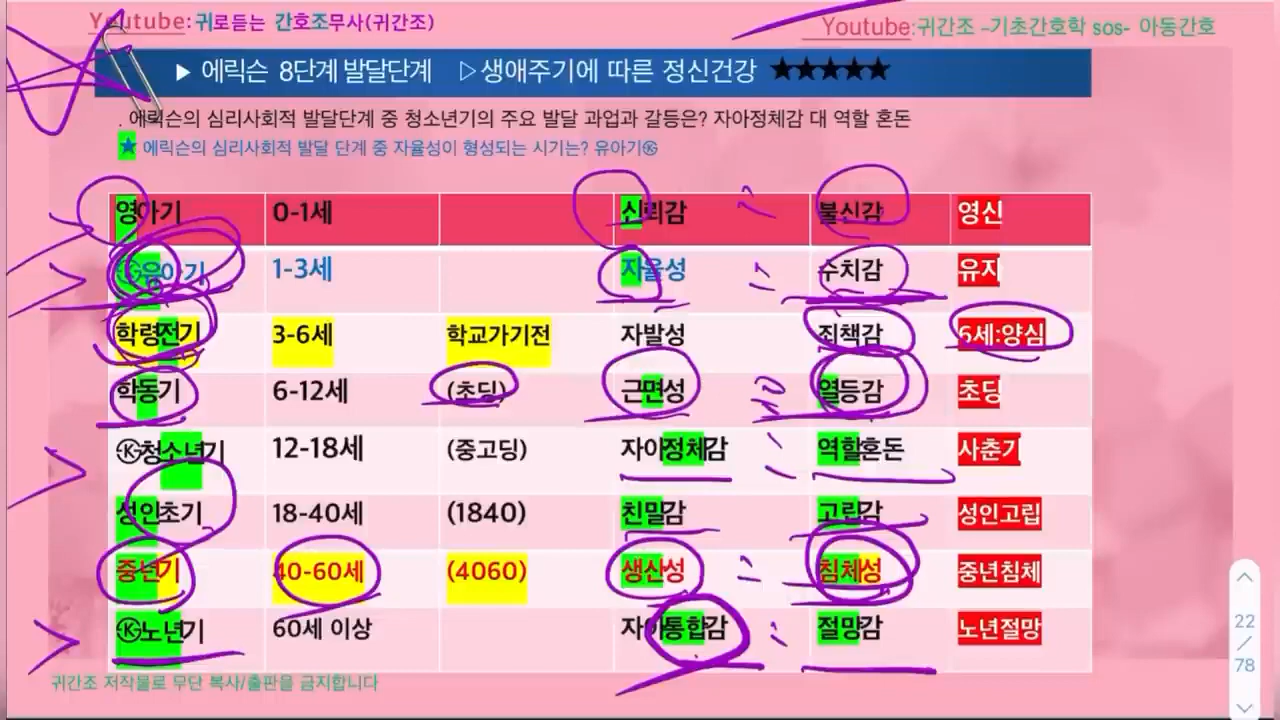 Youtube: 귀로듣는 간호조무사(귀간조)
Youtube:귀간조 -기초간호학 sos- 아동간호
▶ 에릭슨 8단계 발달단계 ▷생애주기에 따른 정신건강 ★★★★★
. 에릭슨의 심리사회적 발달단계 중 청소년기의 주요 발달 과업과 갈등은? 자아정체감 대 역할 혼돈
★ 에릭슨의 심리사회적 발달 단계 중 자율성이 형성되는 시기는? 유아기Ⓚ
영아기 0-1세 신뢰감 불신감 영신
Ⓚ유아기 1-3세 자율성 수치감 유자
학령전기 3-6세 학교가기전 자발성 죄책감 6세:양심
학동기 6-12세 (초딩) 근면성 열등감 초딩
Ⓚ청소년기 12-18세 (중고딩) 자아정체감 역할혼돈 사춘기
성인초기 18-40세 (1840) 친밀감 고립감 성인고립
중년기 40-60세 (4060) 생산성 침체성 중년침체
Ⓚ노년기 60세 이상 자아통합감 절망감 노년절망
귀간조 저작물로 무단 복사/출판을 금지합니다
22
/
78